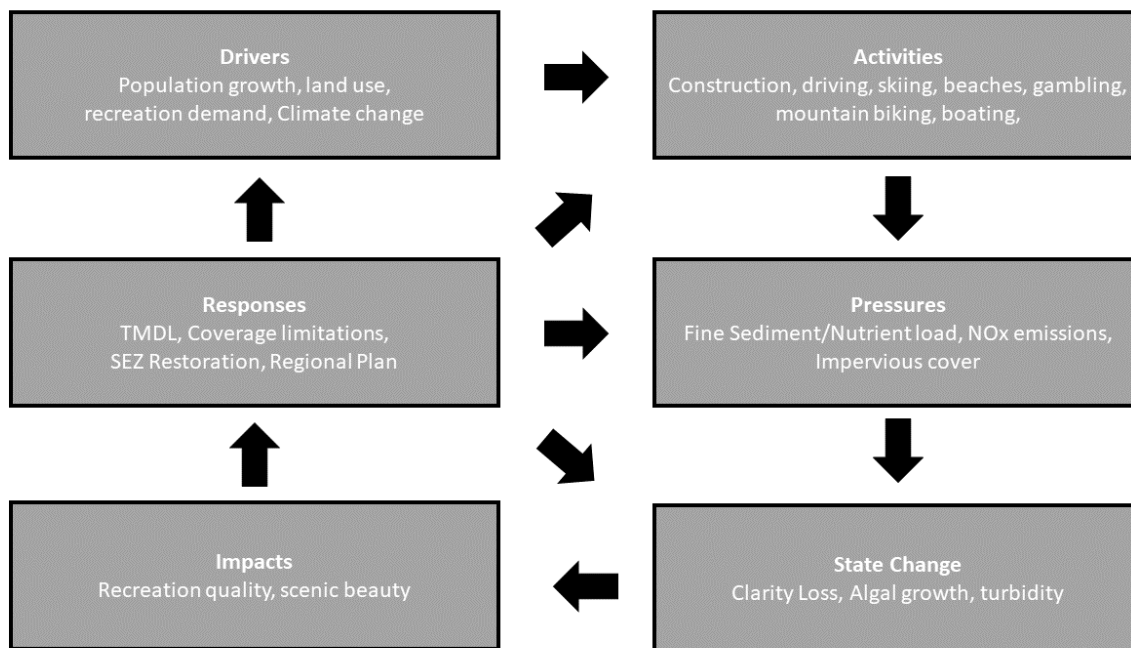 Drivers
Population growth, land use,
recreation demand, Climate change
Activities
Construction, driving, skiing, beaches, gambling,
mountain biking, boating,
Responses
TMDL, Coverage limitations,
SEZ Restoration, Regional Plan
Pressures
Fine Sediment/Nutrient load, NOx emissions,
Impervious cover
Impacts
Recreation quality, scenic beauty
State Change
Clarity Loss, Algal growth, turbidity